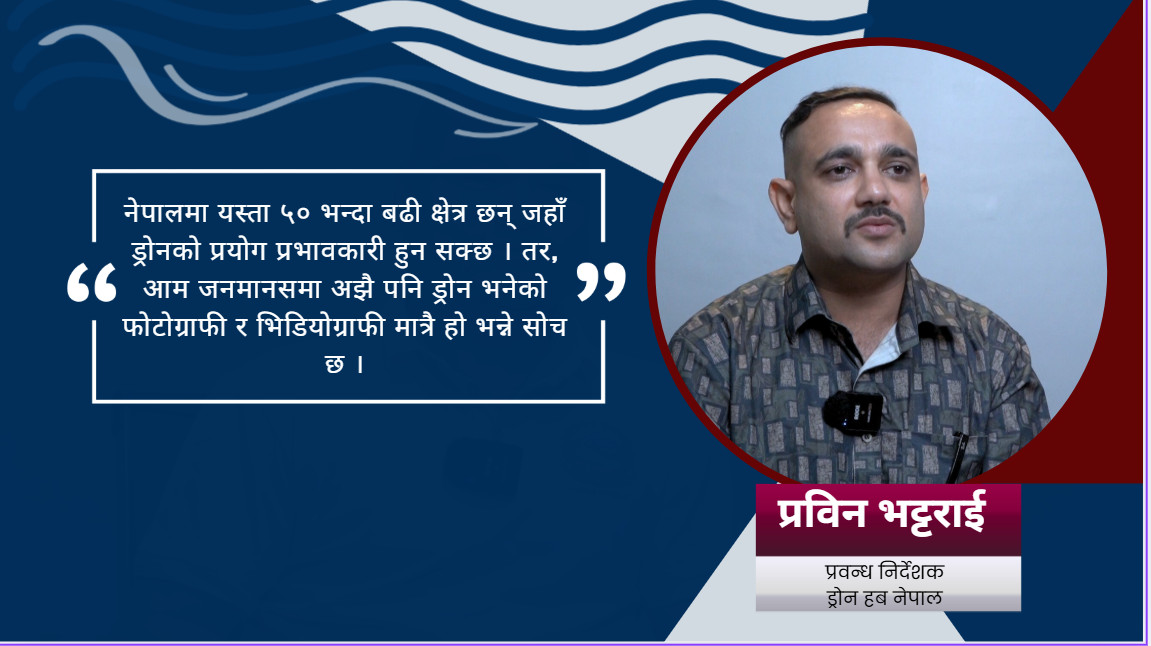 नेपालमा यस्ता ५० भन्दा बढी क्षेत्र छन् जहाँ
ड्रोनको प्रयोग प्रभावकारी हुन सक्छ । तर,
आम जनमानसमा अझै पनि ड्रोन भनेको
फोटोग्राफी र भिडियोग्राफी मात्रै हो भन्ने सोच
छ ।
प्रविन भट्टराई
प्रवन्ध निर्देशक
ड्रोन हब नेपाल